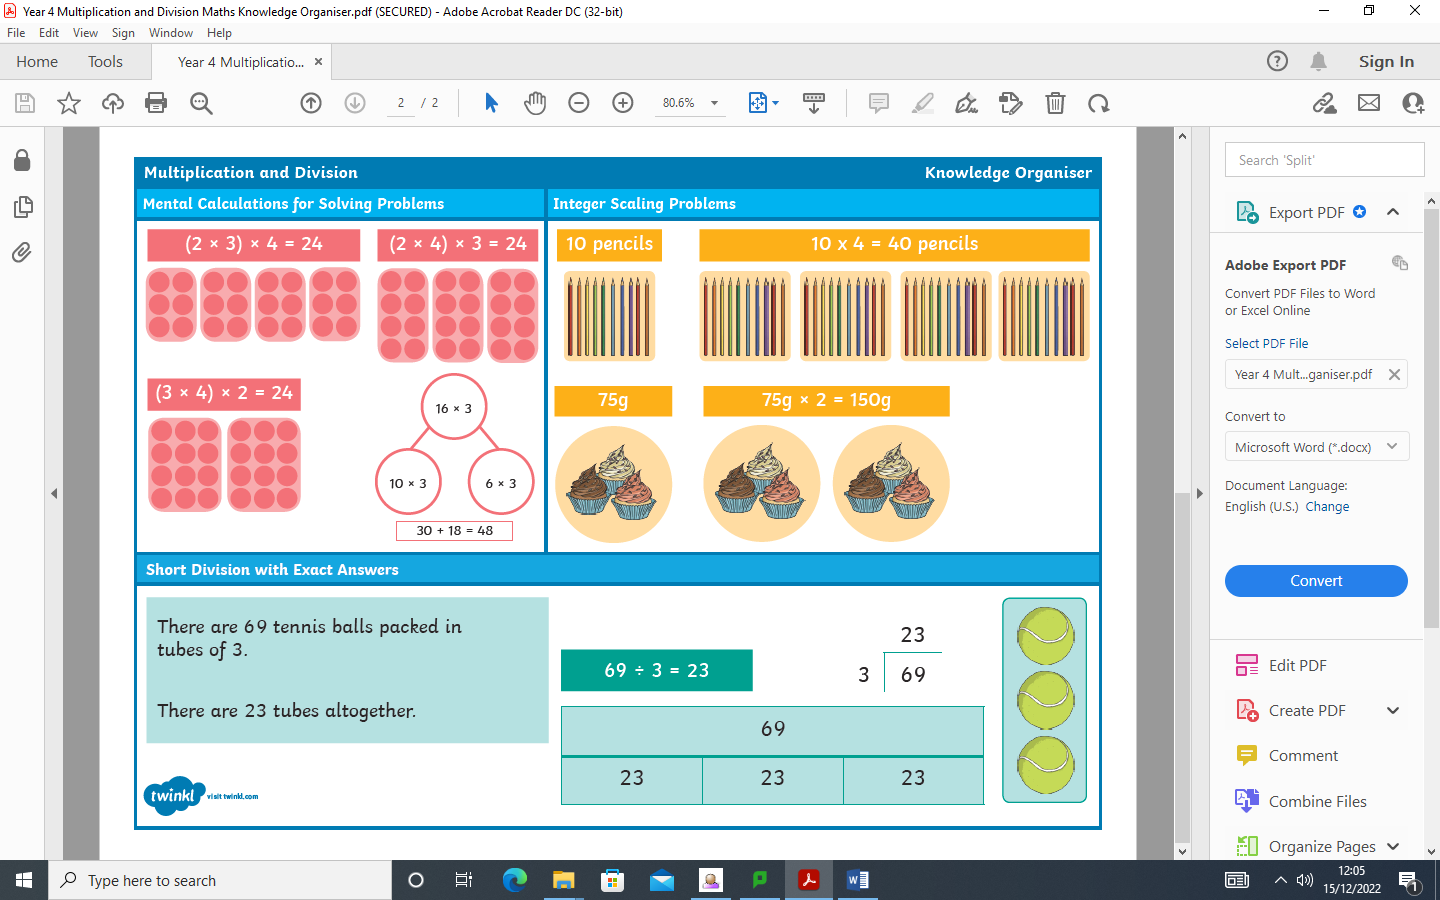 Year 4 Multiplication and Division Maths Knowledge Organiser.pdf (SECURED) - Adobe Acrobat Reader DC (32-bit)
File Edit View Sign Window Help
Home Tools Year 4 Multiplicatio... × Sign In
2 / 2 80.6%
Multiplication and Division Knowledge Organiser
Mental Calculations for Solving Problems
(2 × 3) × 4 = 24 (2 × 4) × 3 = 24
(3 × 4) × 2 = 24
16 × 3
10 × 3 6 × 3
30 + 18 = 48
Integer Scaling Problems
10 pencils 10 x 4 = 40 pencils
75g 75g × 2 = 150g
Short Division with Exact Answers
There are 69 tennis balls packed in
tubes of 3.
There are 23 tubes altogether.
69 ÷ 3 = 23
23
3 69
69
23 23 23
twinkl visit twinkl.com
Search 'Split'
Export PDF
Adobe Export PDF
Convert PDF Files to Word
or Excel Online
Select PDF File
Year 4 Mult...ganiser.pdf
Convert to
Microsoft Word (*.docx)
Document Language:
English (U.S.) Change
Convert
Edit PDF
Create PDF
Comment
Combine Files
Organize Pages
Type here to search
12:05
15/12/2022
1